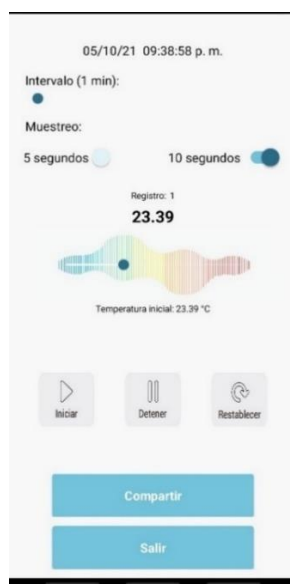 05/10/21 09:38:58 p. m.
Intervalo (1 min):
Muestreo:
5 segundos 10 segundos
Registro: 1
23.39
Temperatura inicial: 23.39 °C
Iniciar Detener Restablecer
Compartir
Salir